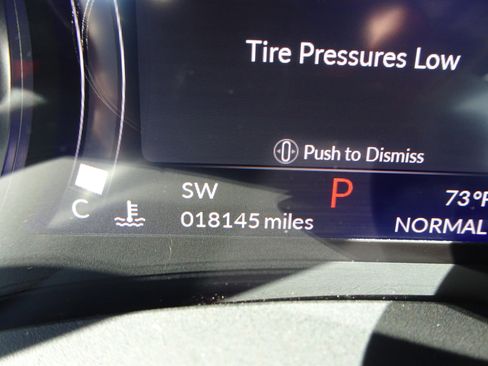 Tire Pressures Low
Push to Dismiss
SW
P
73°F
C
018145 miles
NORMAL